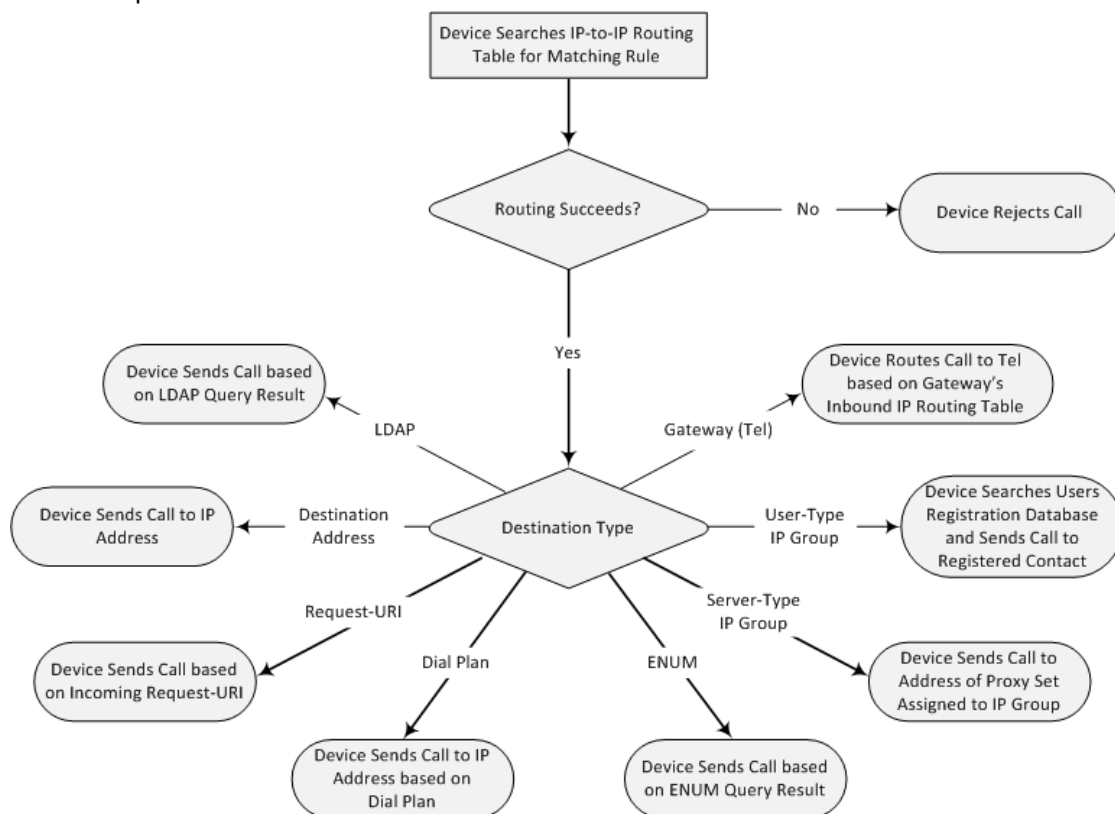 Device Searches IP-to-IP Routing
Table for Matching Rule
Routing Succeeds?
No
Device Rejects Call
Yes
Device Sends Call based
on LDAP Query Result
LDAP
Gateway (Tel)
Device Routes Call to Tel
based on Gateway's
Inbound IP Routing Table
Device Sends Call to IP
Address
Destination
Address
Destination Type
User-Type
IP Group
Device Searches Users
Registration Database
and Sends Call to
Registered Contact
Request-URI
Device Sends Call based
on Incoming Request-URI
Dial Plan
Device Sends Call to IP
Address based on
Dial Plan
ENUM
Device Sends Call based
on ENUM Query Result
Server-Type
IP Group
Device Sends Call to
Address of Proxy Set
Assigned to IP Group